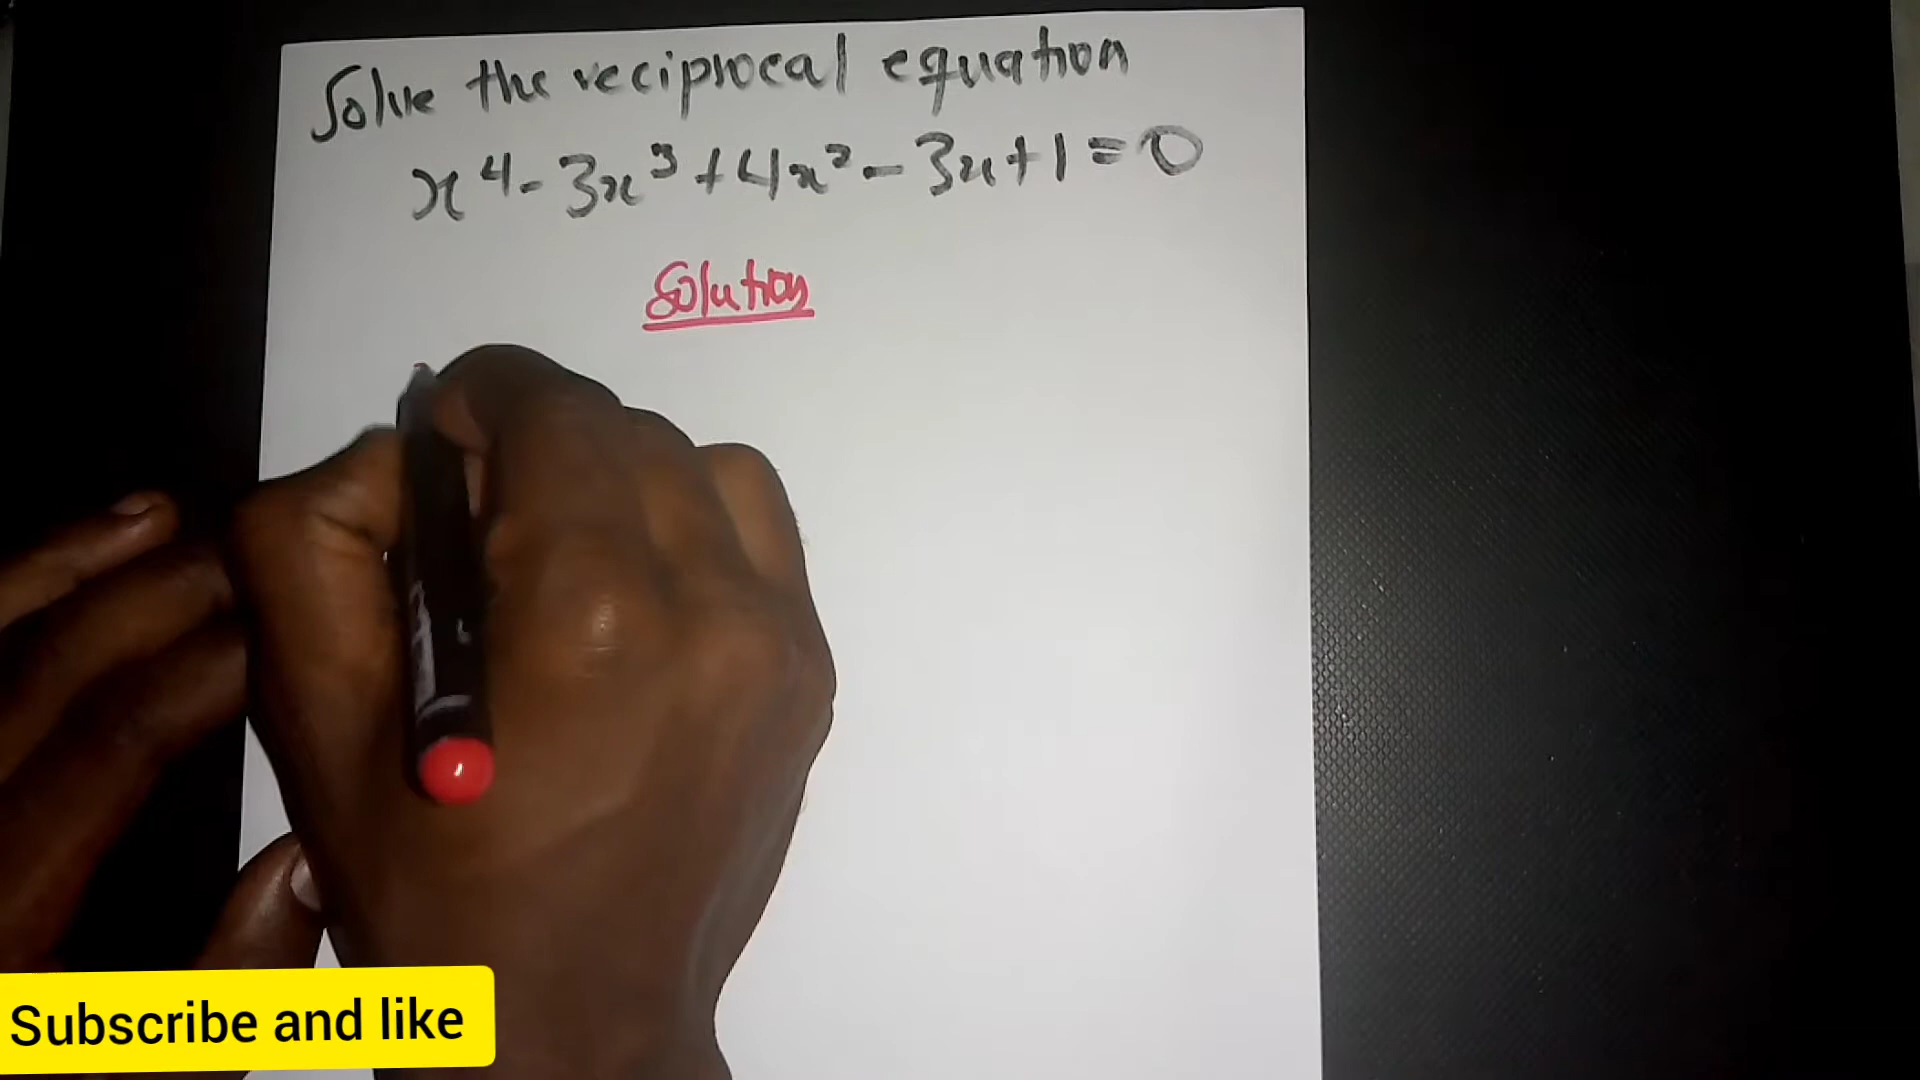 Solve the reciprocal equation
x⁴ - 3x³ + 4x² - 3x + 1 = 0
Solution
Subscribe and like